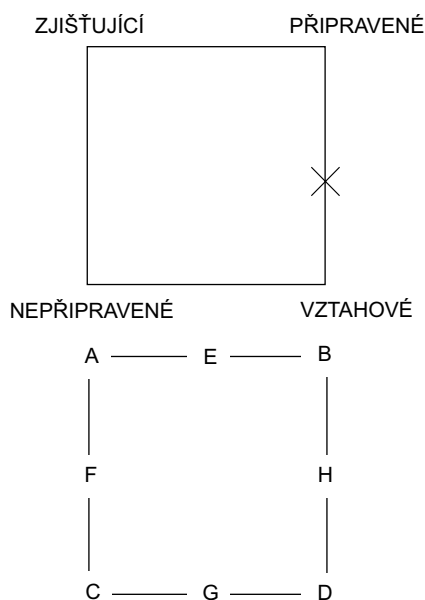 ZJIŠŤUJÍCÍ PŘIPRAVENÉ
NEPŘIPRAVENÉ VZTAHOVÉ
A E B
F H
C G D